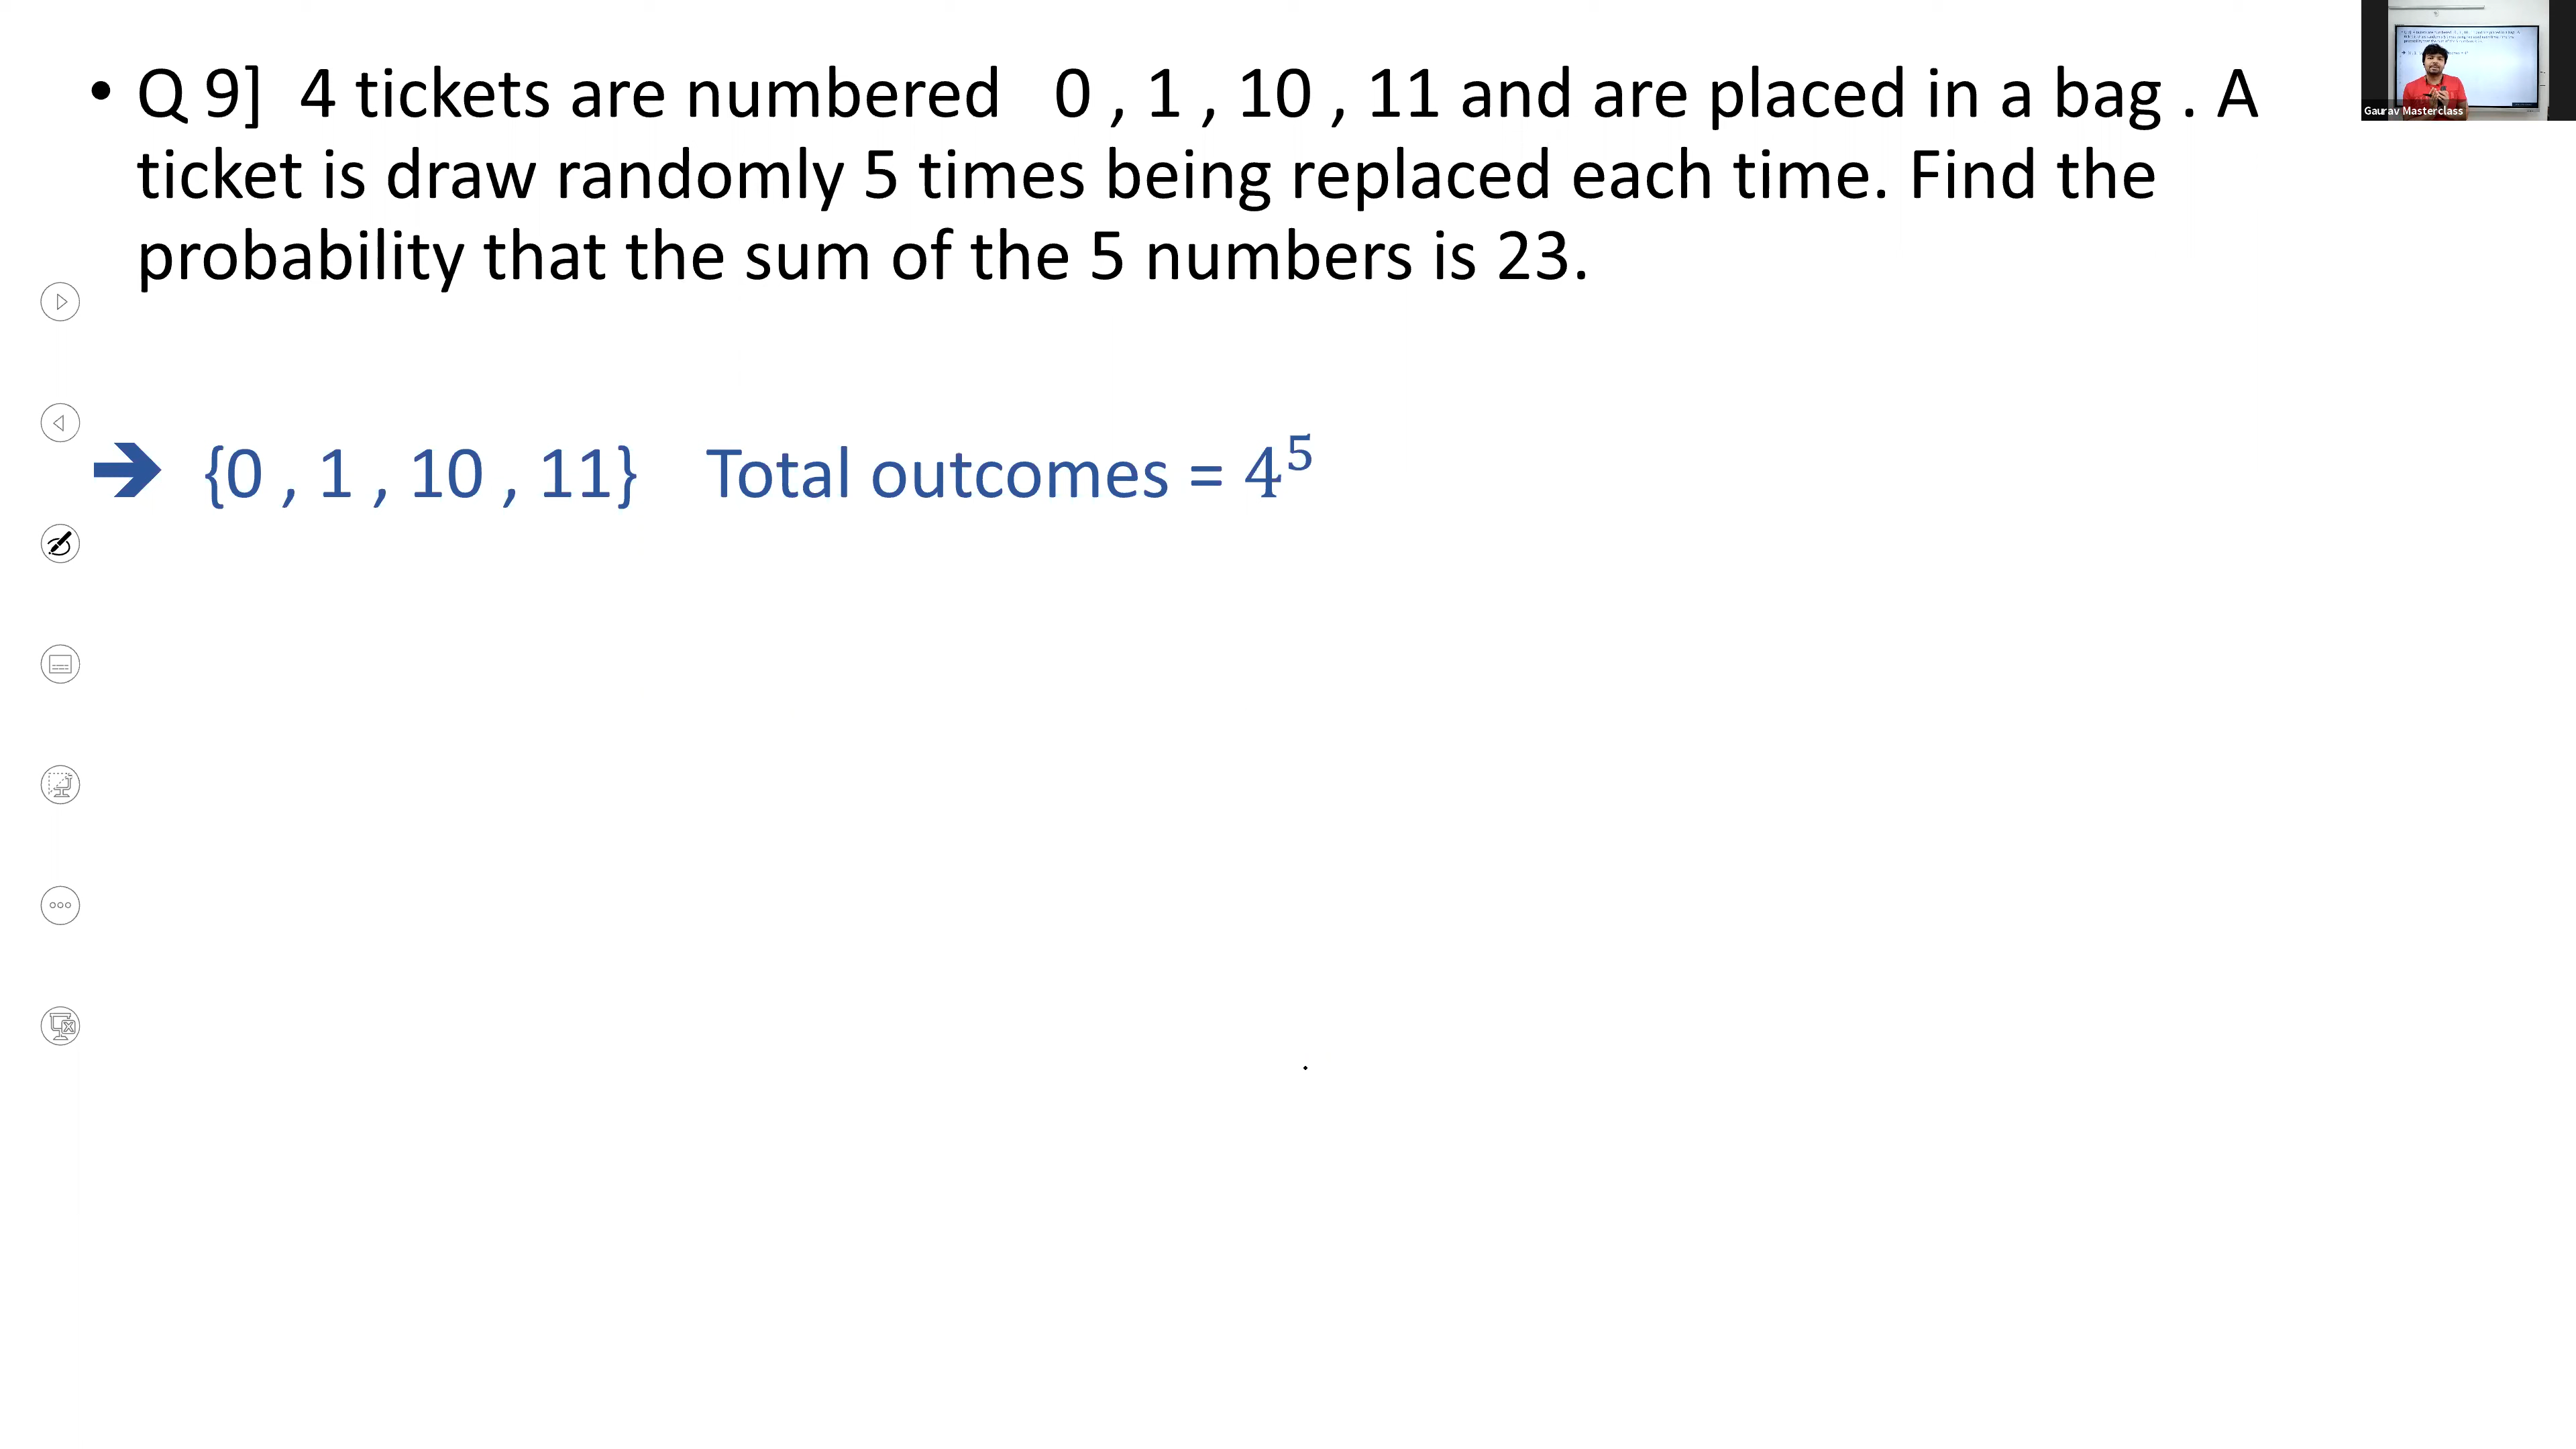 • Q 9] 4 tickets are numbered 0 , 1 , 10 , 11 and are placed in a bag . A
ticket is draw randomly 5 times being replaced each time. Find the
probability that the sum of the 5 numbers is 23.
➔ {0 , 1 , 10 , 11} Total outcomes = 4⁵
Gaurav Masterclass